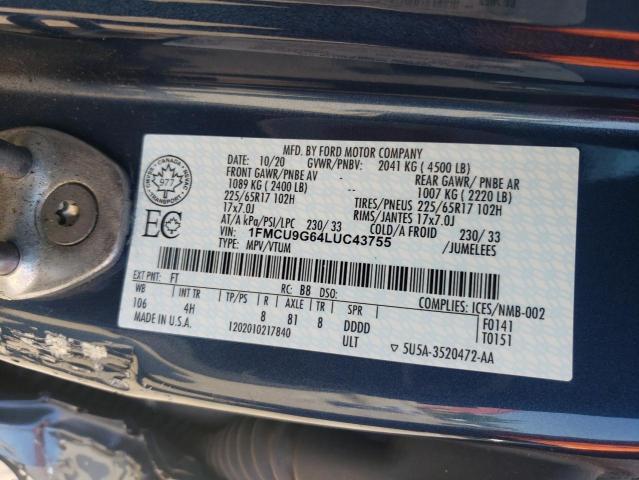 MFD. BY FORD MOTOR COMPANY
DATE: 10/20 GVWR/PNBV: 2041 KG ( 4500 LB)
FRONT GAWR/PNBE AV REAR GAWR/ PNBE AR
1089 KG ( 2400 LB) -- 1007 KG ( 2220 LB)
225/65R17 102H TIRES/PNEUS 225/65R17 102H
17x7.0J RIMS/JANTES 17x7.0J
AT/A kPa/PSI/LPC 230/ 33 COLD/A FROID 230/ 33
VIN: 1FMCU9G64LUC43755 /JUMELEES
TYPE: MPV/VTUM
CANADA
977
TRANSPORT
EC
EXT PNT: FT RC: BB DSO: COMPLIES: ICES/NMB-002
WB INT TR TP/PS R AXLE TR SPR F0141
106 4H 8 81 8 DDDD T0151
MADE IN U.S.A. 1202010217840 ULT 5U5A-3520472-AA